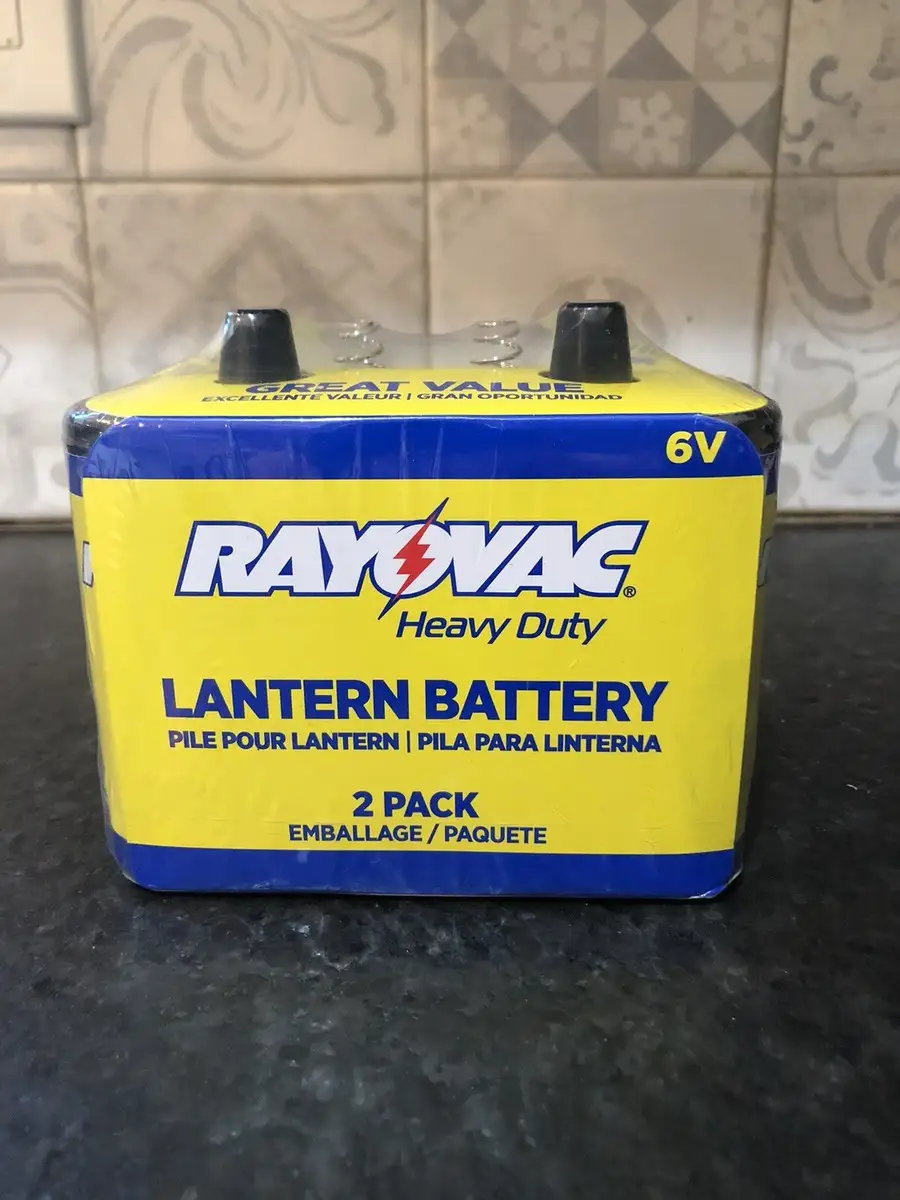 GREAT VALUE
EXCELLENTE VALEUR | GRAN OPORTUNIDAD
6V
RAYOVAC®
Heavy Duty
LANTERN BATTERY
PILE POUR LANTERN | PILA PARA LINTERNA
2 PACK
EMBALLAGE / PAQUETE